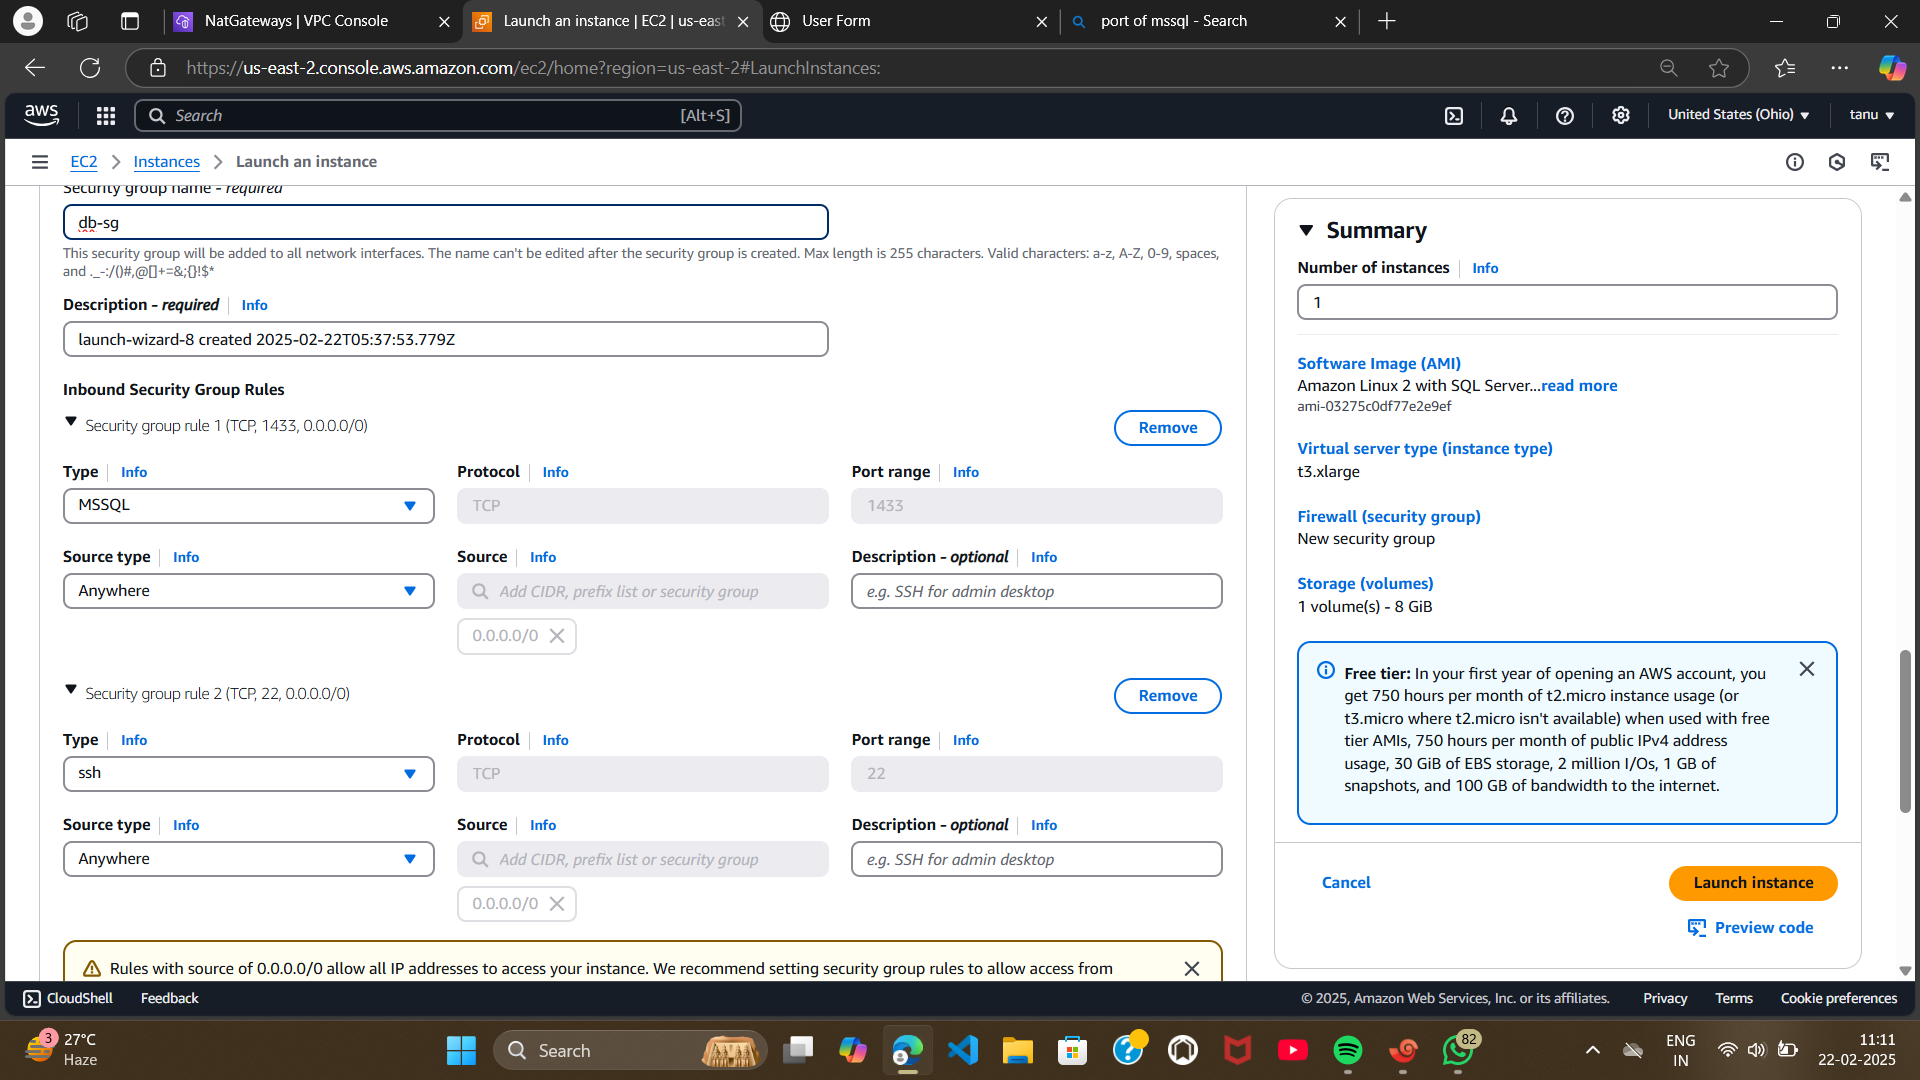 NatGateways | VPC Console
Launch an instance | EC2 | us-east
User Form
port of mssql - Search
https://us-east-2.console.aws.amazon.com/ec2/home?region=us-east-2#LaunchInstances:
aws
Search
[Alt+S]
United States (Ohio)
tanu
EC2
Instances
Launch an instance
Security group name - required
db-sg
This security group will be added to all network interfaces. The name can't be edited after the security group is created. Max length is 255 characters. Valid characters: a-z, A-Z, 0-9, spaces,
and ._-:/()#,@[]+=&;{}!$*
Description - required
Info
launch-wizard-8 created 2025-02-22T05:37:53.779Z
Inbound Security Group Rules
Security group rule 1 (TCP, 1433, 0.0.0.0/0)
Remove
Type
Info
Protocol
Info
Port range
Info
MSSQL
TCP
1433
Source type
Info
Source
Info
Description - optional
Info
Anywhere
Add CIDR, prefix list or security group
e.g. SSH for admin desktop
0.0.0.0/0
Security group rule 2 (TCP, 22, 0.0.0.0/0)
Remove
Type
Info
Protocol
Info
Port range
Info
ssh
TCP
22
Source type
Info
Source
Info
Description - optional
Info
Anywhere
Add CIDR, prefix list or security group
e.g. SSH for admin desktop
0.0.0.0/0
Rules with source of 0.0.0.0/0 allow all IP addresses to access your instance. We recommend setting security group rules to allow access from
Summary
Number of instances
Info
1
Software Image (AMI)
Amazon Linux 2 with SQL Server...read more
ami-03275c0df77e2e9ef
Virtual server type (instance type)
t3.xlarge
Firewall (security group)
New security group
Storage (volumes)
1 volume(s) - 8 GiB
Free tier: In your first year of opening an AWS account, you
get 750 hours per month of t2.micro instance usage (or
t3.micro where t2.micro isn't available) when used with free
tier AMIs, 750 hours per month of public IPv4 address
usage, 30 GiB of EBS storage, 2 million I/Os, 1 GB of
snapshots, and 100 GB of bandwidth to the internet.
Cancel
Launch instance
Preview code
CloudShell
Feedback
© 2025, Amazon Web Services, Inc. or its affiliates.
Privacy
Terms
Cookie preferences
3
27°C
Haze
Search
82
ENG
IN
11:11
22-02-2025